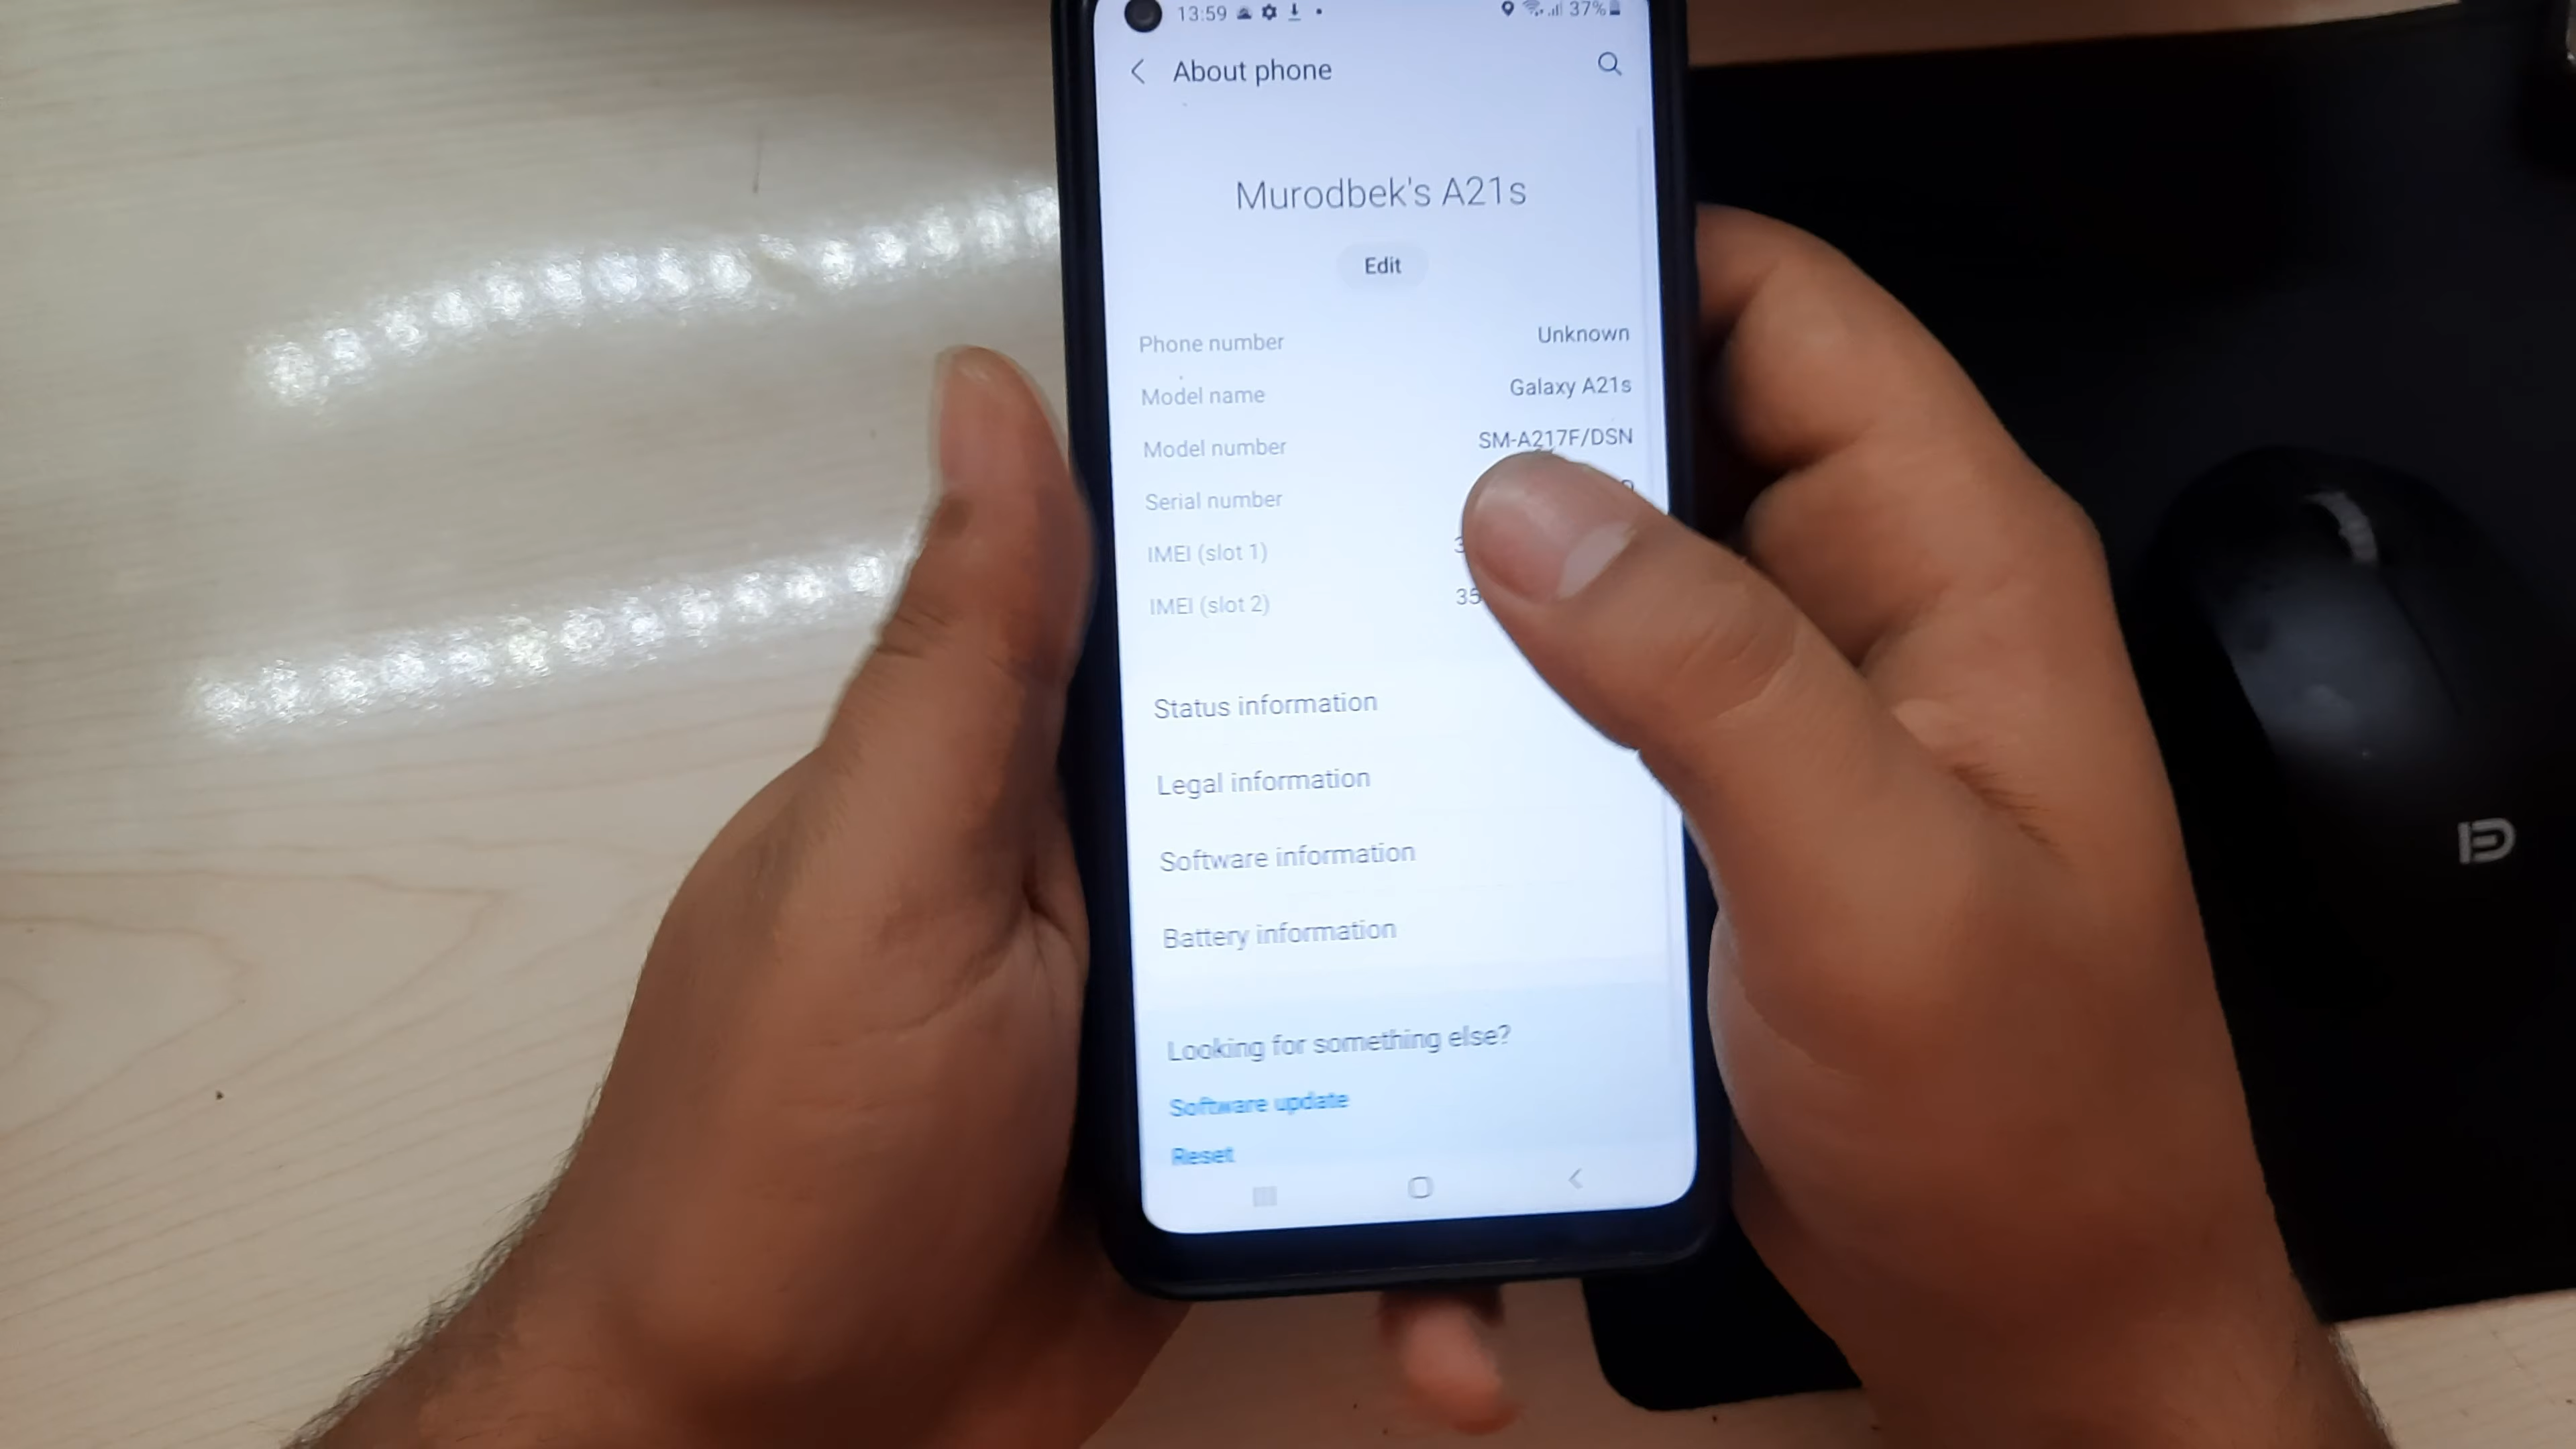 13:59 37%
About phone
Murodbek's A21s
Edit
Phone number Unknown
Model name Galaxy A21s
Model number SM-A217F/DSN
Serial number
IMEI (slot 1) 3
IMEI (slot 2) 35
Status information
Legal information
Software information
Battery information
Looking for something else?
Software update
Reset